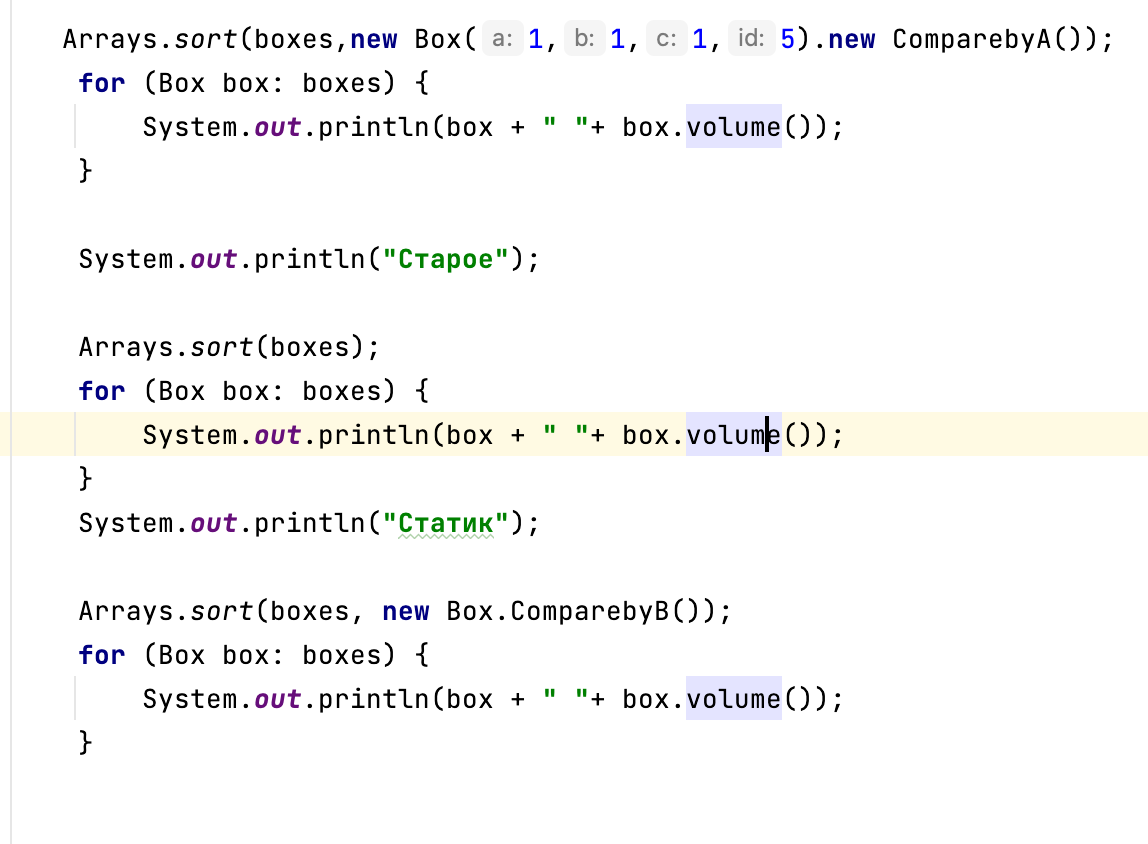 Arrays.sort(boxes,new Box( a: 1, b: 1, c: 1, id: 5).new ComparebyA());
for (Box box: boxes) {
System.out.println(box + " "+ box.volume());
}
System.out.println("Старое");
Arrays.sort(boxes);
for (Box box: boxes) {
System.out.println(box + " "+ box.volume());
}
System.out.println("Статик");
Arrays.sort(boxes, new Box.ComparebyB());
for (Box box: boxes) {
System.out.println(box + " "+ box.volume());
}